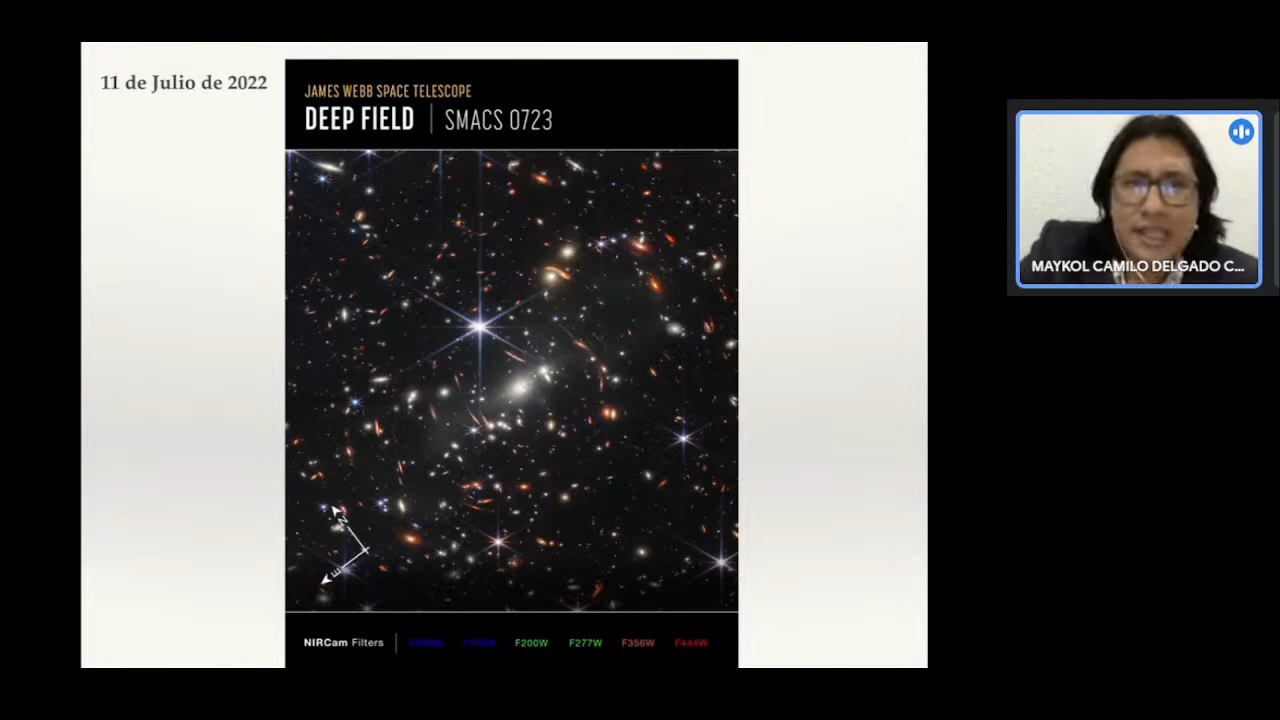 11 de Julio de 2022
JAMES WEBB SPACE TELESCOPE
DEEP FIELD | SMACS 0723
N
E
NIRCam Filters | F200W F277W F356W F444W
MAYKOL CAMILO DELGADO C...